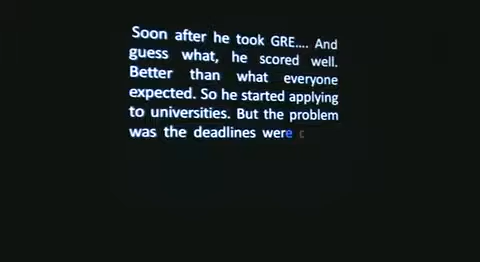 Soon after he took GRE.... And
guess what, he scored well.
Better than what everyone
expected. So he started applying
to universities. But the problem
was the deadlines were